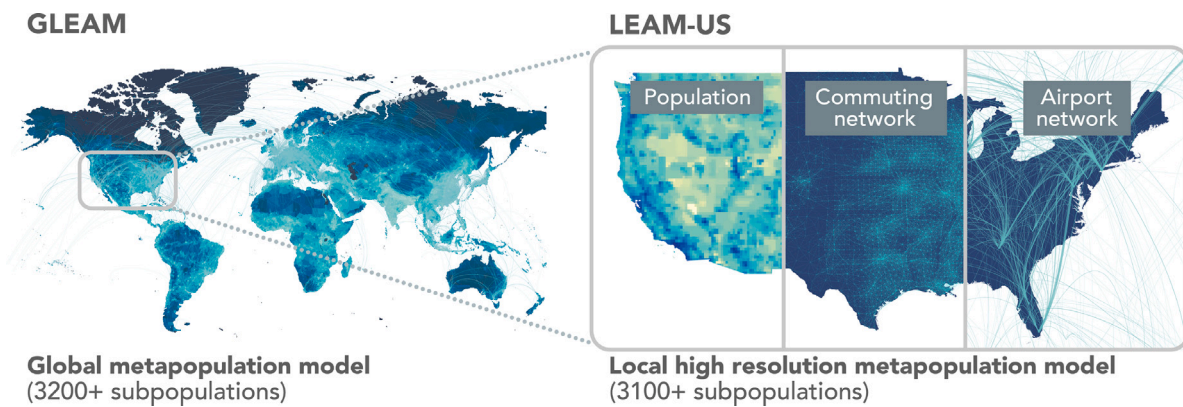 GLEAM
Global metapopulation model
(3200+ subpopulations)
LEAM-US
Population
Commuting
network
Airport
network
Local high resolution metapopulation model
(3100+ subpopulations)